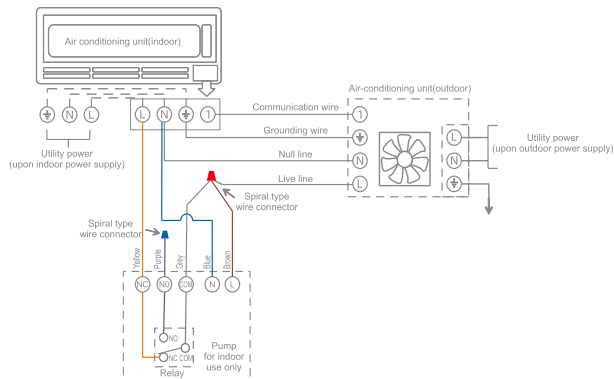 Air conditioning unit(indoor)
N
L
L
N
1
Utility power
(upon indoor power supply)
Air-conditioning unit(outdoor)
Communication wire
Grounding wire
Null line
Live line
1
N
L
L
N
Utility power
(upon outdoor power supply)
Spiral type
wire connector
Spiral type
wire connector
Yellow
Purple
Grey
Blue
Brown
NC
NO
COM
N
L
NO
NC COM
Relay
Pump
for indoor
use only